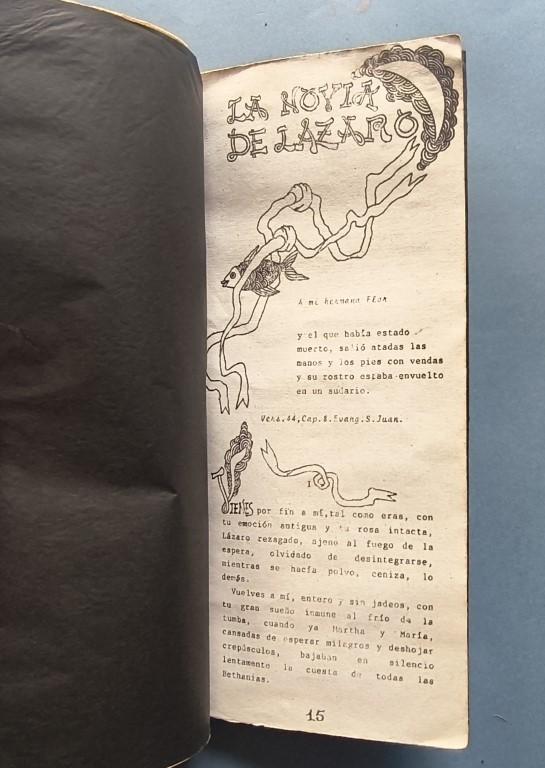 LA NOVIA
DE LAZARO
A mi hermana Flor
y el que había estado
muerto, salió atadas las
manos y los pies con vendas
y su rostro estaba envuelto
en un sudario.
Vers.44,Cap.8.Evang.S.Juan.
I
VIENES por fin a mí,tal como eras, con
tu emoción antigua y tu rosa intacta,
Lázaro rezagado, ajeno al fuego de la
espera, olvidado de desintegrarse,
mientras se hacía polvo, ceniza, lo
demás.
Vuelves a mí, entero y sin jadeos, con
tu gran sueño inmune al frío de la
tumba, cuando ya Martha y María,
cansadas de esperar milagros y deshojar
crepúsculos, bajaban en silencio
lentamente la cuesta de todas las
Bethanias.
15